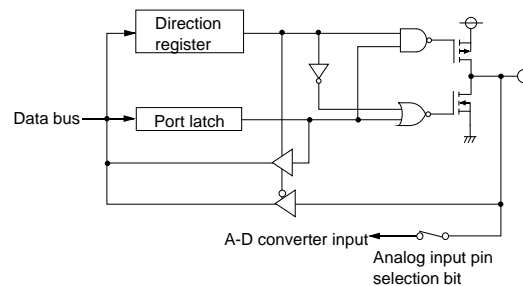 Direction
register
Data bus
Port latch
A-D converter input
Analog input pin
selection bit